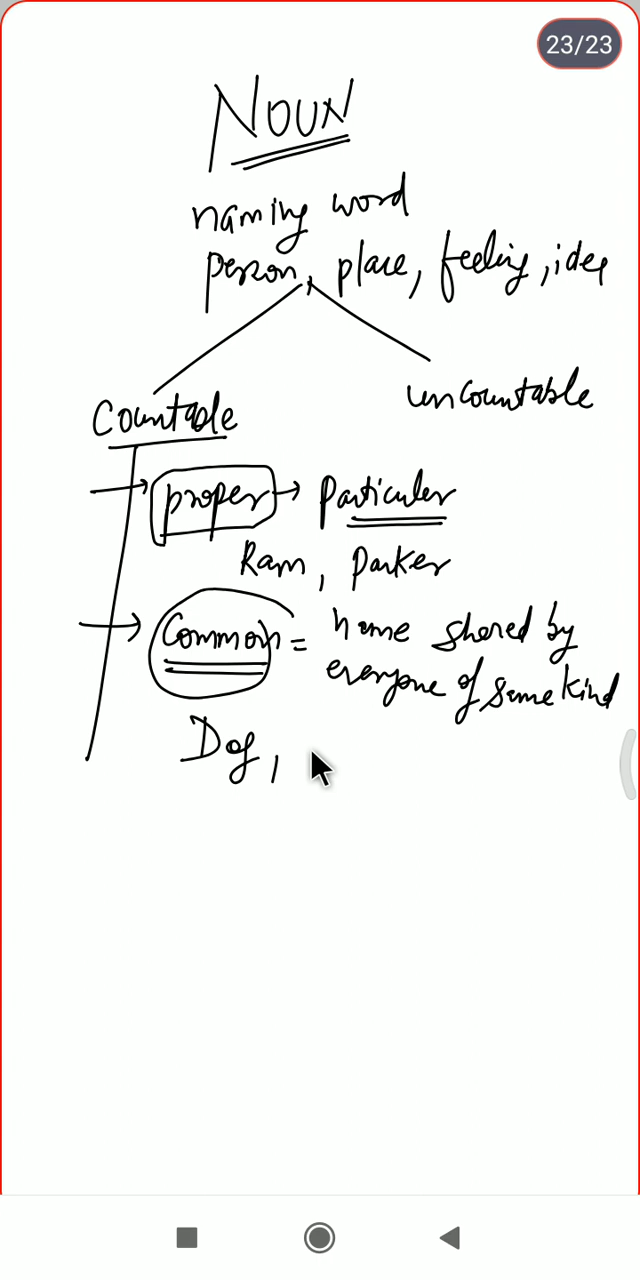 23/23
NOUN
naming word
person, place, feeling, idea
Countable
uncountable
proper → Particular
Ram, Parker
Common = name shared by
everyone of same kind
Dog,